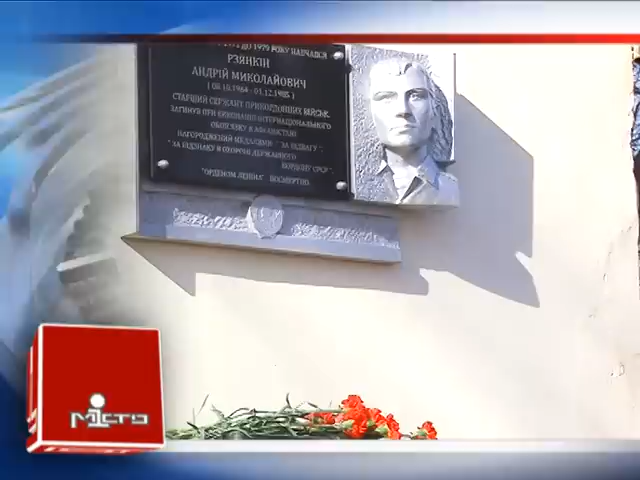 ДО 1979 РОКУ НАВЧАВСЯ
РЗЯНКІН
АНДРІЙ МИКОЛАЙОВИЧ
( 08.10.1964 - 01.12.1985 )
СТАРШИЙ СЕРЖАНТ ПРИКОРДОННИХ ВІЙСЬК
ЗАГИНУВ ПРИ ВИКОНАННІ ІНТЕРНАЦІОНАЛЬНОГО
ОБОВ'ЯЗКУ В АФГАНІСТАНІ
НАГОРОДЖЕНИЙ МЕДАЛЯМИ: " ЗА ВІДВАГУ ",
" ЗА ВІДЗНАКУ В ОХОРОНІ ДЕРЖАВНОГО
КОРДОНУ СРСР ",
"ОРДЕНОМ ЛЕНІНА" ПОСМЕРТНО.
місто